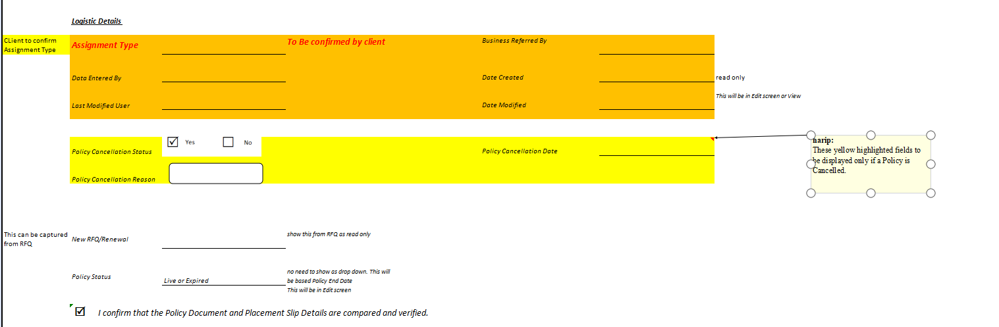 Logistic Details
CLient to confirm
Assignment Type
Assignment Type
To Be confirmed by client
Business Referred By
Data Entered By
Date Created
read only
This will be in Edit screen or View
Last Modified User
Date Modified
Yes
No
Policy Cancellation Status
Policy Cancellation Date
Policy Cancellation Reason
harip:
These yellow highlighted fields to
be displayed only if a Policy is
Cancelled.
This can be captured
from RFQ
New RFQ/Renewal
show this from RFQ as read only
Policy Status
Live or Expired
no need to show as drop down. This will
be based Policy End Date
This will be in Edit screen
I confirm that the Policy Document and Placement Slip Details are compared and verified.